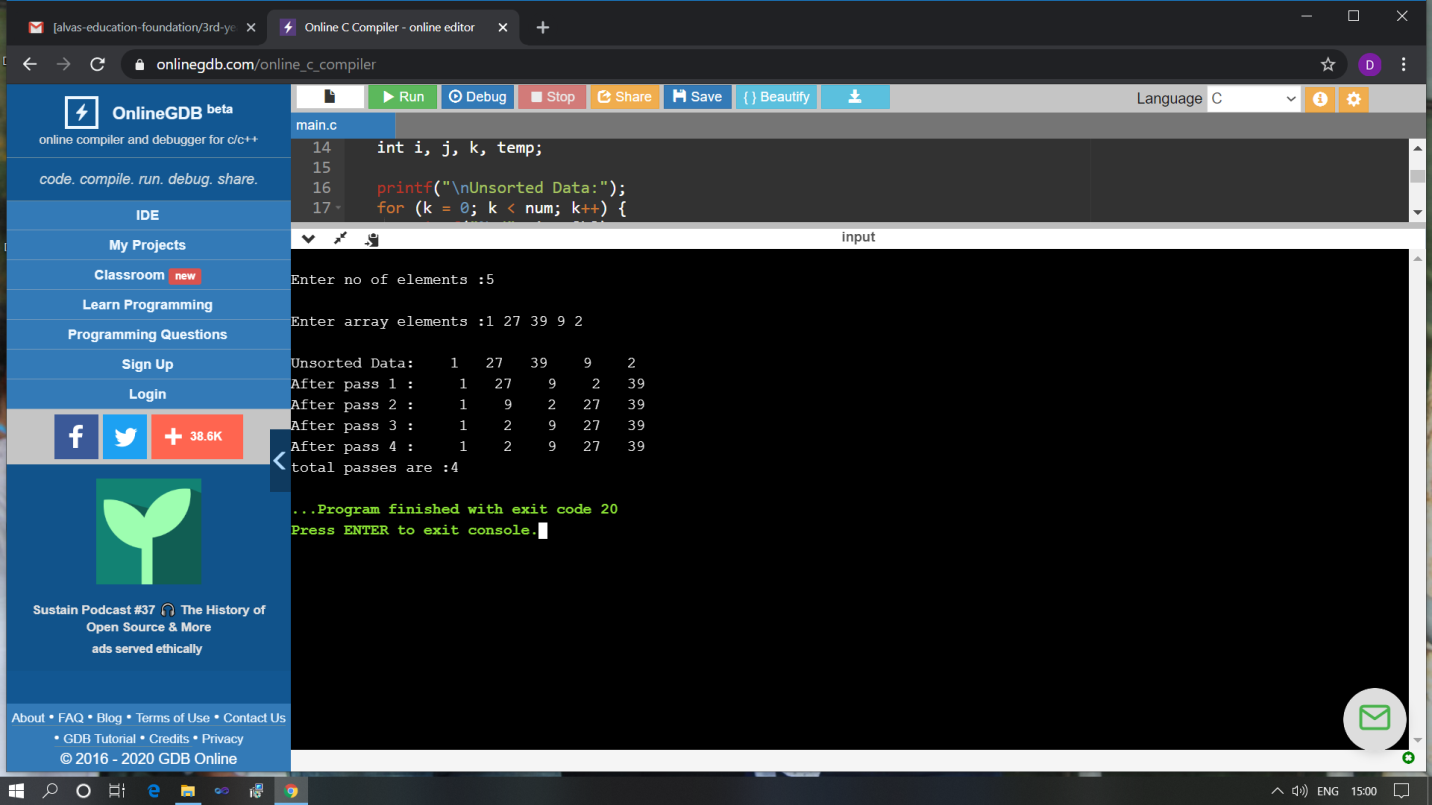 [alvas-education-foundation/3rd-ye
Online C Compiler - online editor
onlinegdb.com/online_c_compiler
D
OnlineGDB beta
online compiler and debugger for c/c++
code. compile. run. debug. share.
IDE
My Projects
Classroom new
Learn Programming
Programming Questions
Sign Up
Login
f
38.6K
Sustain Podcast #37 🎧 The History of
Open Source & More
ads served ethically
About • FAQ • Blog • Terms of Use • Contact Us
• GDB Tutorial • Credits • Privacy
© 2016 - 2020 GDB Online
Run Debug Stop Share Save { } Beautify Language C
main.c
14 int i, j, k, temp;
15
16 printf("\nUnsorted Data:");
17 for (k = 0; k < num; k++) {
input
Enter no of elements :5
Enter array elements :1 27 39 9 2
Unsorted Data: 1 27 39 9 2
After pass 1 : 1 27 9 2 39
After pass 2 : 1 9 2 27 39
After pass 3 : 1 2 9 27 39
After pass 4 : 1 2 9 27 39
total passes are :4
...Program finished with exit code 20
Press ENTER to exit console.
ENG 15:00